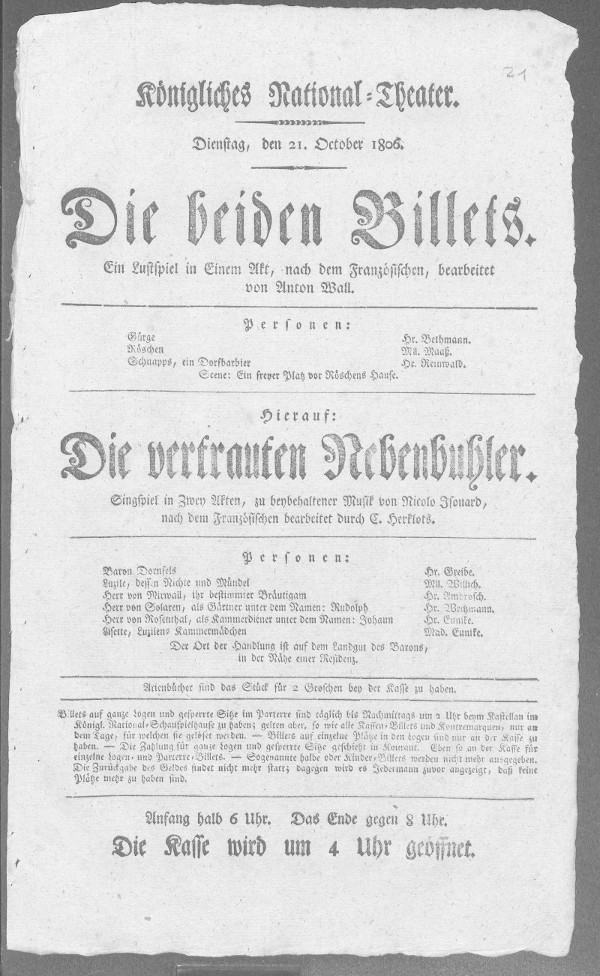 21
Königliches National-Theater.
Dienstag, den 21. October 1806.
Die beiden Billets.
Ein Lustspiel in Einem Akt, nach dem Französischen, bearbeitet
von Anton Wall.
Personen:
Gürge Hr. Bethmann.
Röschen Mll. Maaß.
Schnapps, ein Dorfbarbier Hr. Reinwald.
Scene: Ein freyer Platz vor Röschens Hause.
Hierauf:
Die vertrauten Nebenbuhler.
Singspiel in Zwey Akten, zu beybehaltener Musik von Nicolo Isouard,
nach dem Französischen bearbeitet durch C. Herklots.
Personen:
Baron Dornfels Hr. Greibe.
Luzile, dessen Nichte und Mündel Mll. Willich.
Herr von Mirwall, ihr bestimmter Bräutigam Hr. Ambrosch.
Herr von Solaren, als Gärtner unter dem Namen: Rudolph Hr. Weitzmann.
Herr von Rosenthal, als Kammerdiener unter dem Namen: Johann Hr. Eunike.
Lisette, Luzilens Kammermädchen Mad. Eunike.
Der Ort der Handlung ist auf dem Landgut des Barons,
in der Nähe einer Residenz.
Arienbücher sind das Stück für 2 Groschen bey der Kasse zu haben.
Billets auf ganze Logen und gesperrte Sitze im Parterre sind täglich bis Nachmittags um 2 Uhr beym Kastellan im
Königl. National-Schauspielhause zu haben; gelten aber, so wie alle Kassen-Billets und Kontremarquen, nur an
dem Tage, für welchen sie gelöset werden. — Billets auf einzelne Plätze in den Logen sind nur an der Kasse zu
haben. — Die Zahlung für ganze Logen und gesperrte Sitze geschieht in Kourant. Eben so an der Kasse für
einzelne Logen- und Parterre-Billets. — Sogenannte halbe oder Kinder-Billets werden nicht mehr ausgegeben.
Die Zurückgabe des Geldes findet nicht mehr statt; dagegen wird es Jedermann zuvor angezeigt, daß keine
Plätze mehr zu haben sind.
Anfang halb 6 Uhr. Das Ende gegen 8 Uhr.
Die Kasse wird um 4 Uhr geöffnet.